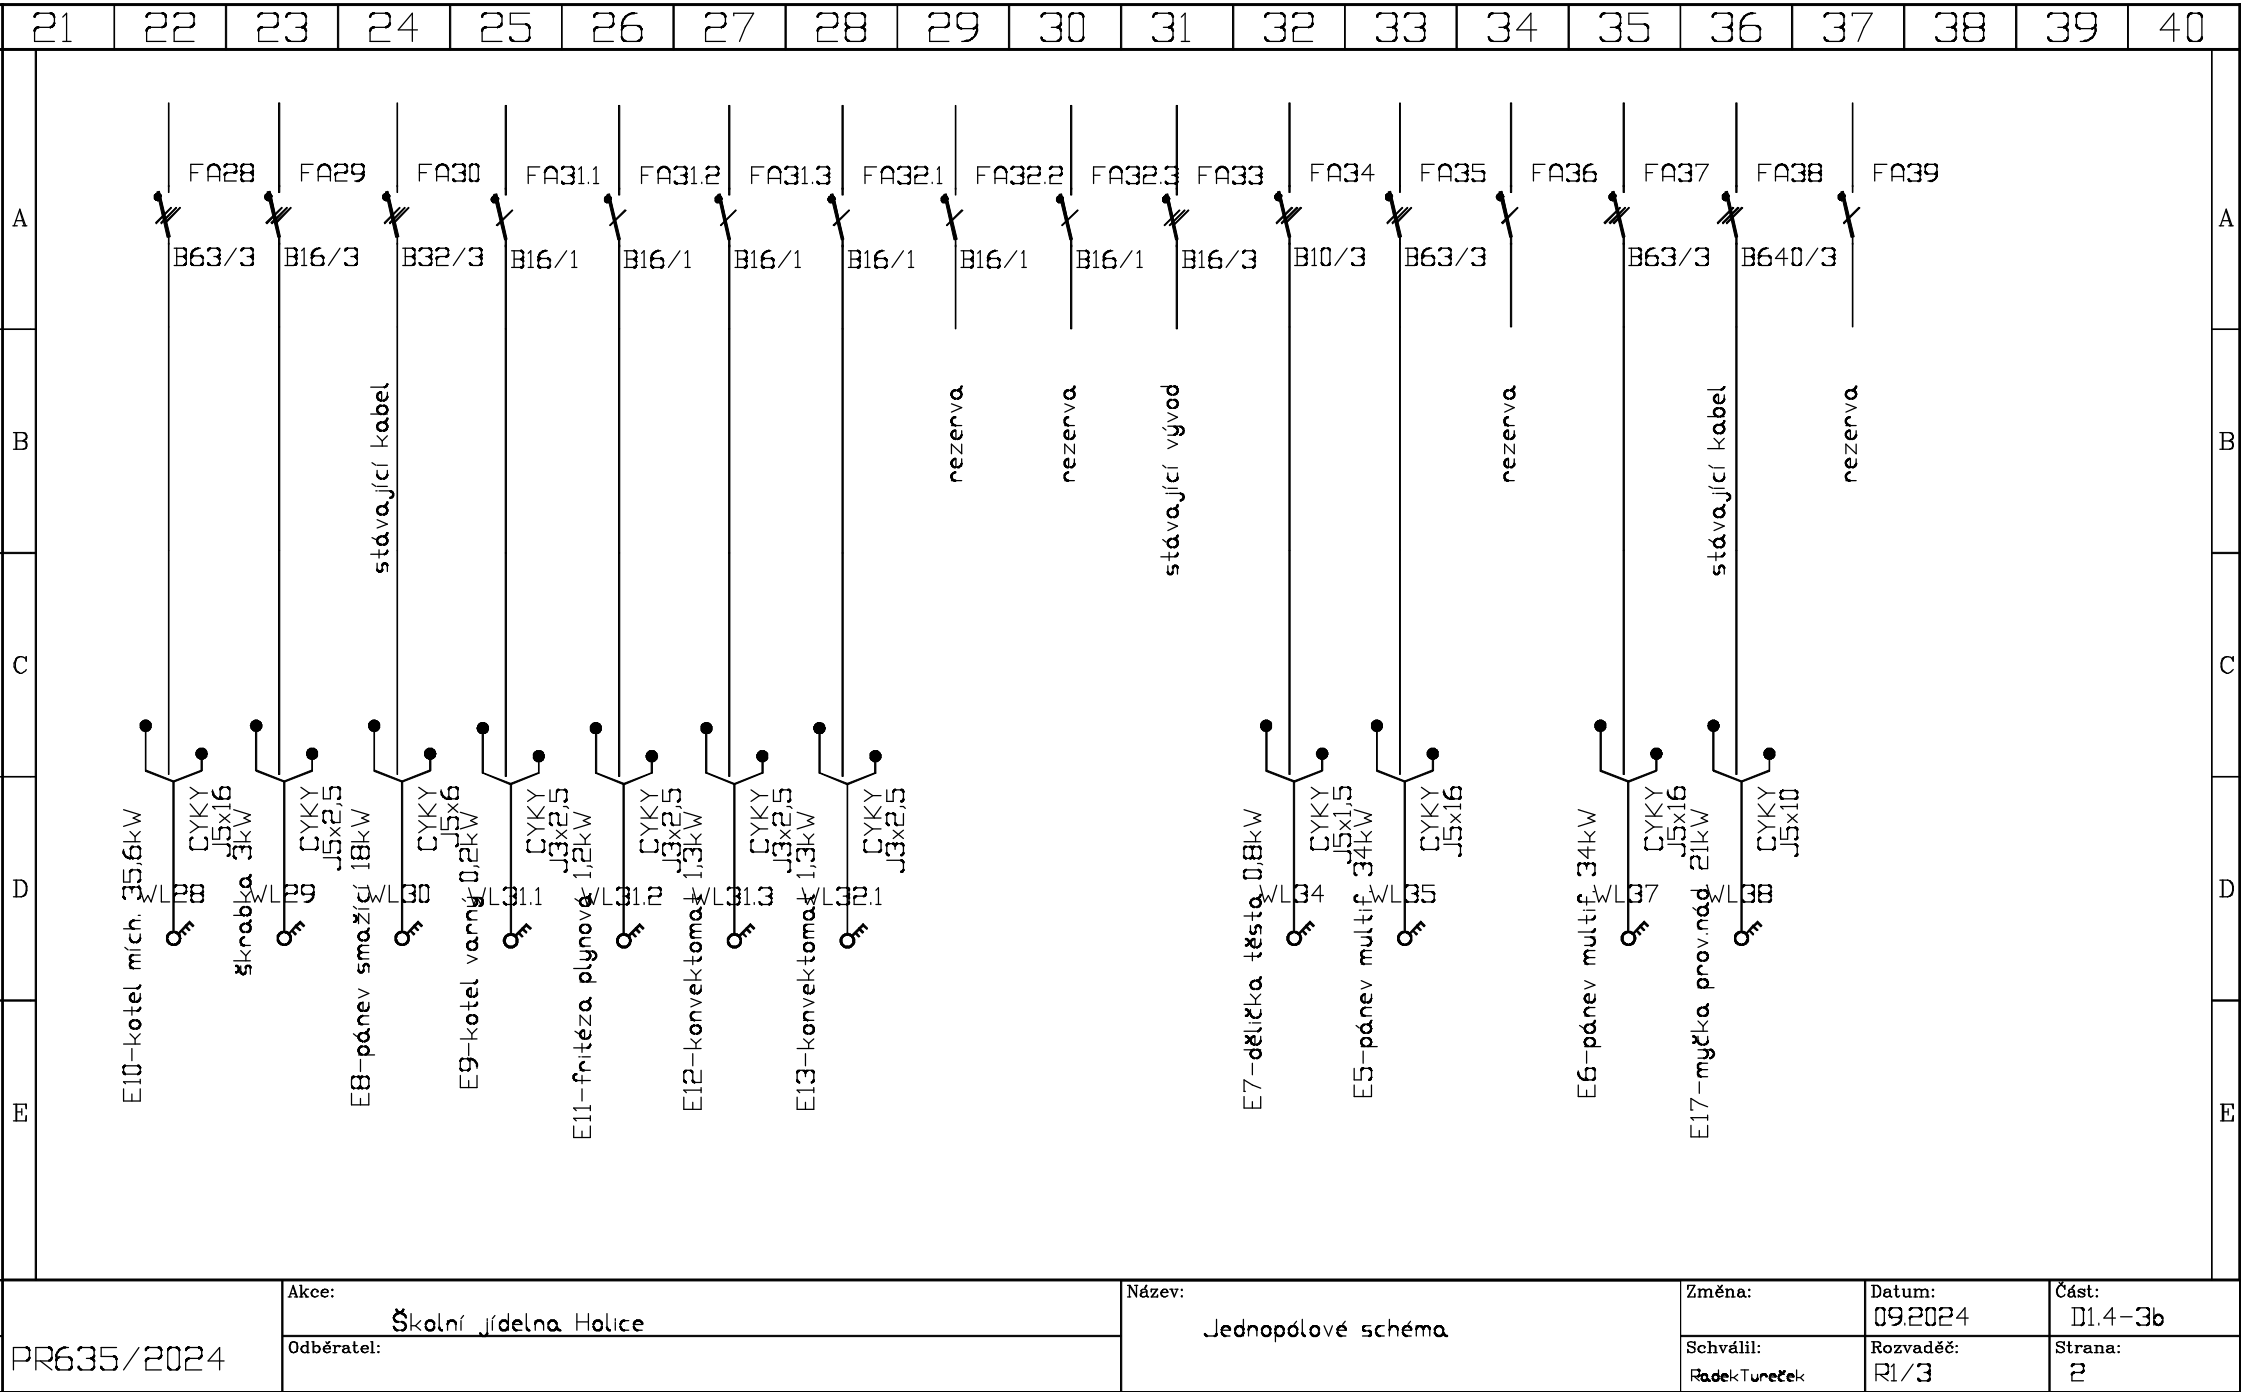 21 22 23 24 25 26 27 28 29 30 31 32 33 34 35 36 37 38 39 40
FA28 FA29 FA30 FA31.1 FA31.2 FA31.3 FA32.1 FA32.2 FA32.3 FA33 FA34 FA35 FA36 FA37 FA38 FA39
A A
B63/3 B16/3 B32/3 B16/1 B16/1 B16/1 B16/1 B16/1 B16/1 B16/3 B10/3 B63/3 B63/3 B640/3
B B
stávající kabel
rezerva
rezerva
stávající vývod
rezerva
stávající kabel
rezerva
C C
D D
E10-kotel mích. 35,6kW
WL28
CYKY
J5x16
škrabka 3kW
WL29
CYKY
J5x2,5
E8-pánev smažící 18kW
WL30
CYKY
J5x6
E9-kotel varný 0,2kW
WL31.1
CYKY
J3x2,5
E11-fritéza plynová 1,2kW
WL31.2
CYKY
J3x2,5
E12-konvektomat 1,3kW
WL31.3
CYKY
J3x2,5
E13-konvektomat 1,3kW
WL32.1
CYKY
J3x2,5
E7-dělička těsta 0,8kW
WL34
CYKY
J5x1,5
E5-pánev multif. 34kW
WL35
CYKY
J5x16
E6-pánev multif. 34kW
WL37
CYKY
J5x16
E17-myčka prov.nád. 21kW
WL38
CYKY
J5x10
E E
PR635/2024
Akce:
Školní jídelna Holice
Odběratel:
Název:
Jednopólové schéma
Změna:
Datum:
09.2024
Část:
D1.4-3b
Schválil:
RadekTureček
Rozvaděč:
R1/3
Strana:
2